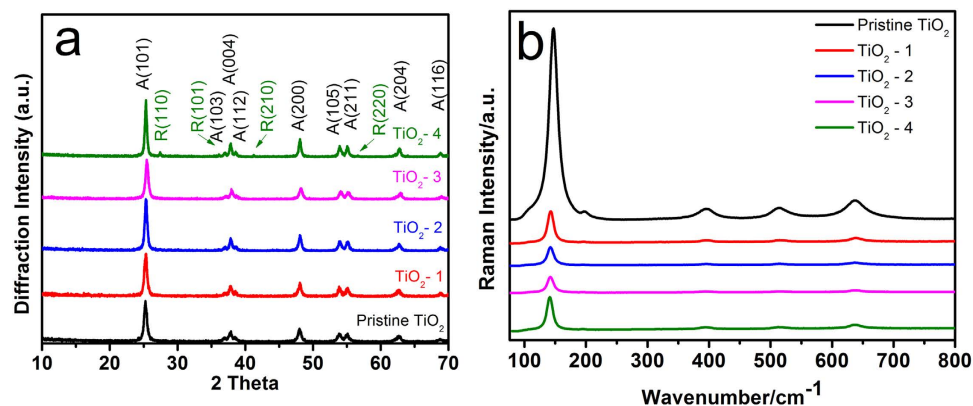 a
A(101)
R(110)
R(101)
A(103)
A(004)
A(112)
R(210)
A(200)
A(105)
A(211)
R(220)
A(204)
A(116)
TiO₂- 4
TiO₂- 3
TiO₂- 2
TiO₂- 1
Pristine TiO₂
Diffraction Intensity (a.u.)
10 20 30 40 50 60 70
2 Theta
b
Pristine TiO₂
TiO₂ - 1
TiO₂ - 2
TiO₂ - 3
TiO₂ - 4
Raman Intensity/a.u.
100 200 300 400 500 600 700 800
Wavenumber/cm⁻¹